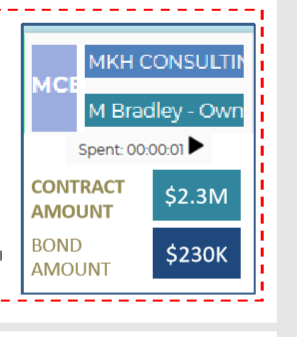 MKH CONSULTIN
MCE
M Bradley - Own
Spent: 00:00:01
CONTRACT
AMOUNT
$2.3M
BOND
AMOUNT
$230K